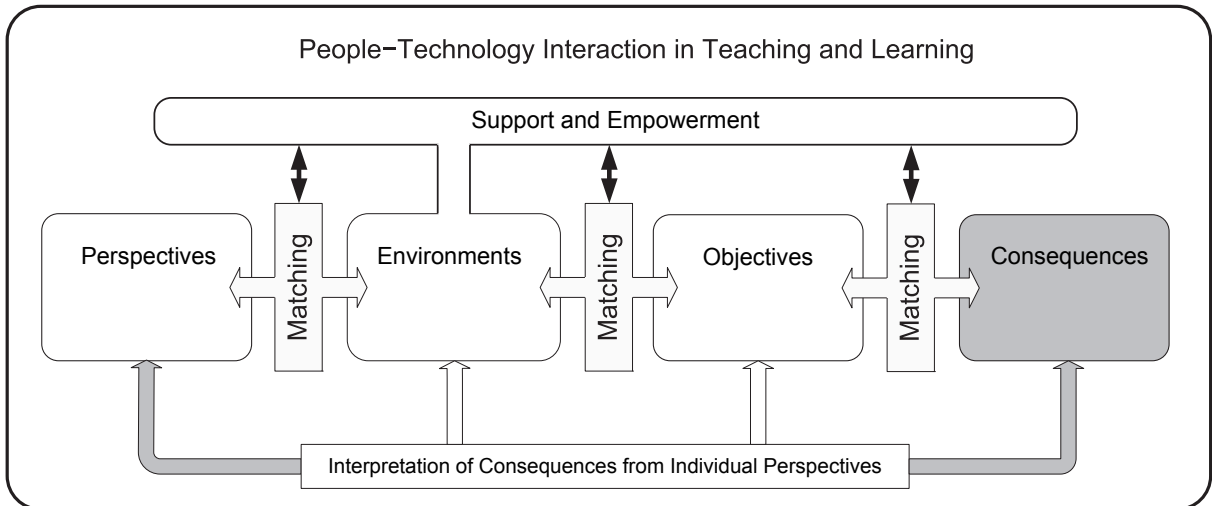 People−Technology Interaction in Teaching and Learning
Support and Empowerment
Perspectives
Matching
Environments
Matching
Objectives
Matching
Consequences
Interpretation of Consequences from Individual Perspectives